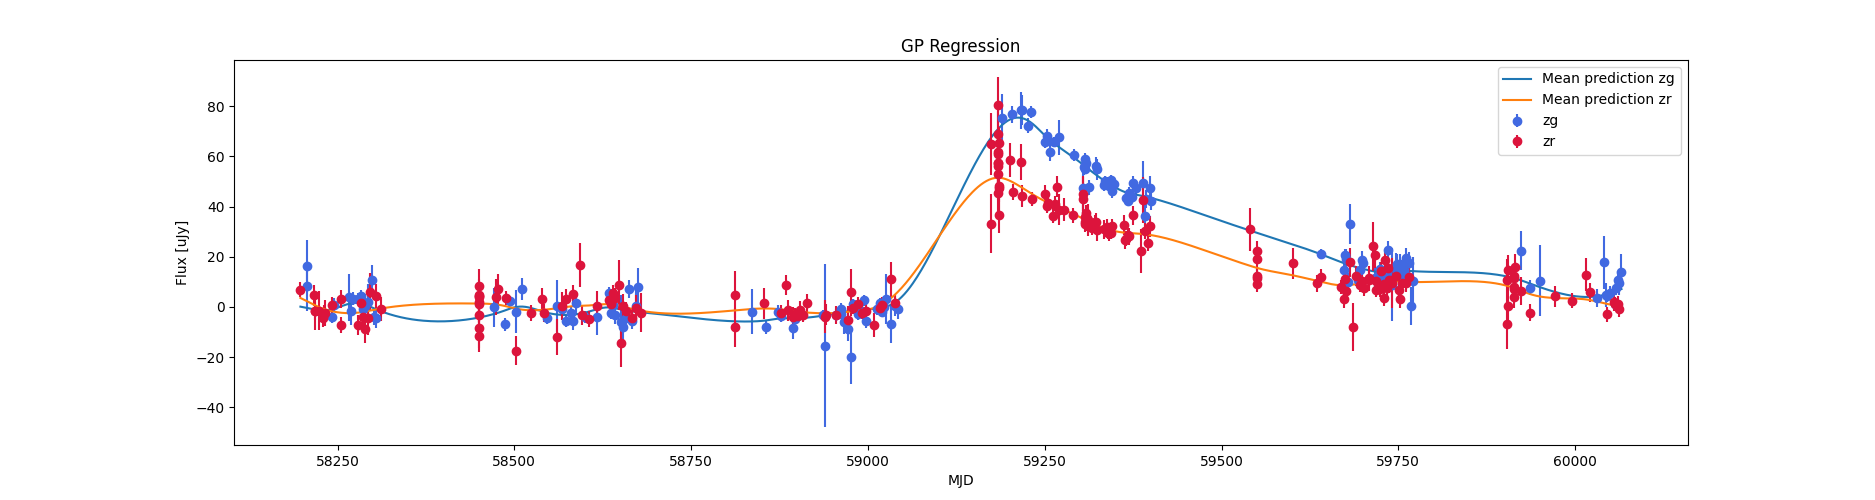 GP Regression
Flux [uJy]
80
60
40
20
0
−20
−40
Mean prediction zg
Mean prediction zr
zg
zr
58250 58500 58750 59000 59250 59500 59750 60000
MJD